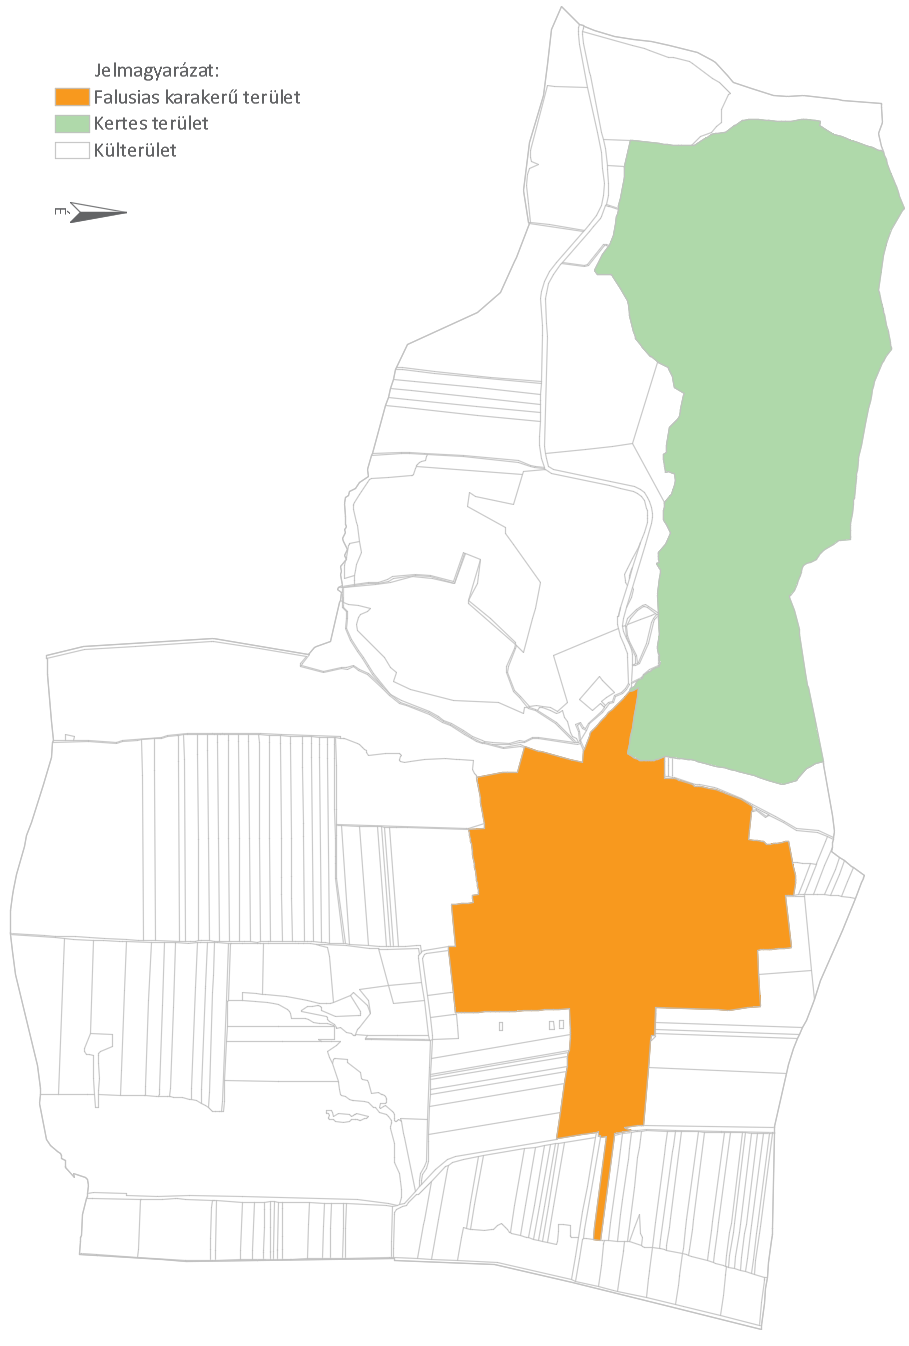 Jelmagyarázat:
Falusias karakerű terület
Kertes terület
Külterület
É